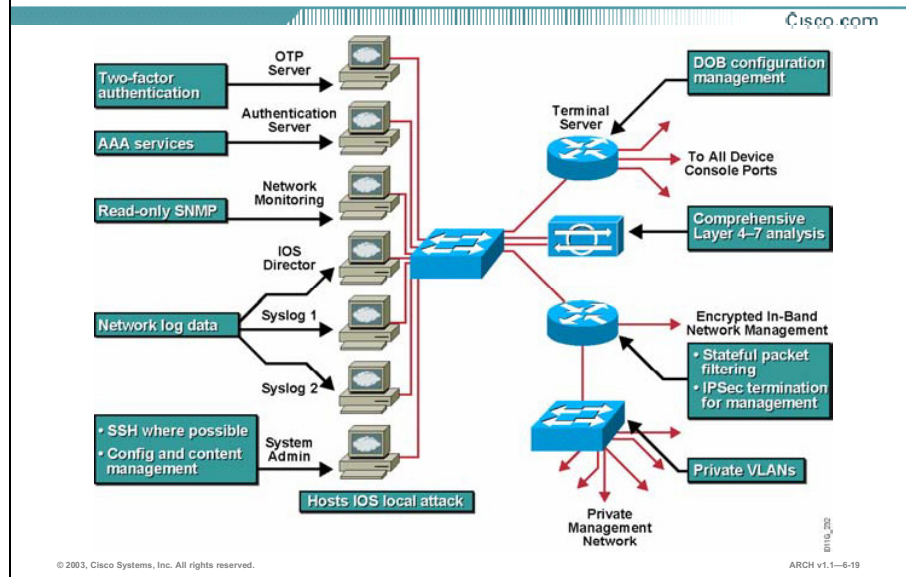 Cisco.com
OTP
Server
Two-factor
authentication
Authentication
Server
AAA services
Network
Monitoring
Read-only SNMP
IOS
Director
Syslog 1
Network log data
Syslog 2
• SSH where possible
• Config and content
management
System
Admin
Hosts IOS local attack
DOB configuration
management
Terminal
Server
To All Device
Console Ports
Comprehensive
Layer 4–7 analysis
Encrypted In-Band
Network Management
• Stateful packet
filtering
• IPSec termination
for management
Private VLANs
Private
Management
Network
D11G_292
© 2003, Cisco Systems, Inc. All rights reserved.
ARCH v1.1—6-19